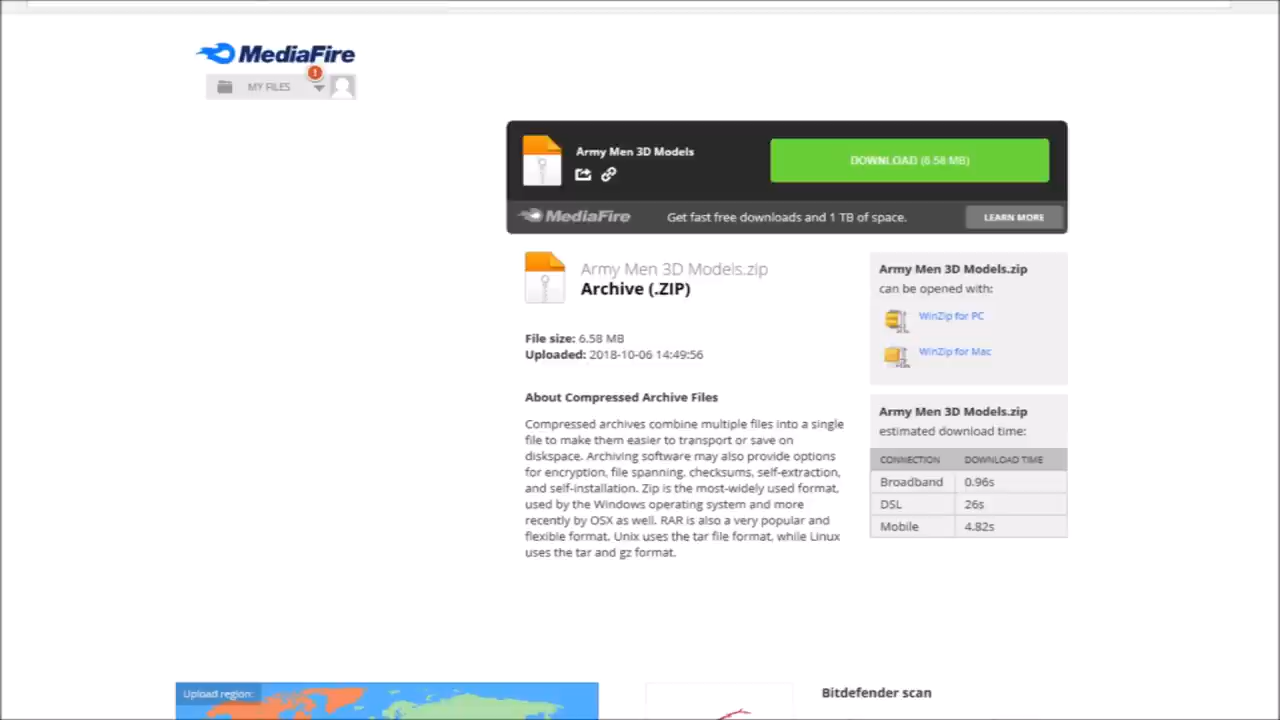 MediaFire
MY FILES
!
Army Men 3D Models
DOWNLOAD (6.58 MB)
MediaFire
Get fast free downloads and 1 TB of space.
LEARN MORE
Army Men 3D Models.zip
Archive (.ZIP)
File size: 6.58 MB
Uploaded: 2018-10-06 14:49:56
About Compressed Archive Files
Compressed archives combine multiple files into a single
file to make them easier to transport or save on
diskspace. Archiving software may also provide options
for encryption, file spanning, checksums, self-extraction,
and self-installation. Zip is the most-widely used format,
used by the Windows operating system and more
recently by OSX as well. RAR is also a very popular and
flexible format. Unix uses the tar file format, while Linux
uses the tar and gz format.
Army Men 3D Models.zip
can be opened with:
WinZip for PC
WinZip for Mac
Army Men 3D Models.zip
estimated download time:
CONNECTION DOWNLOAD TIME
Broadband 0.96s
DSL 26s
Mobile 4.82s
Upload region:
Bitdefender scan